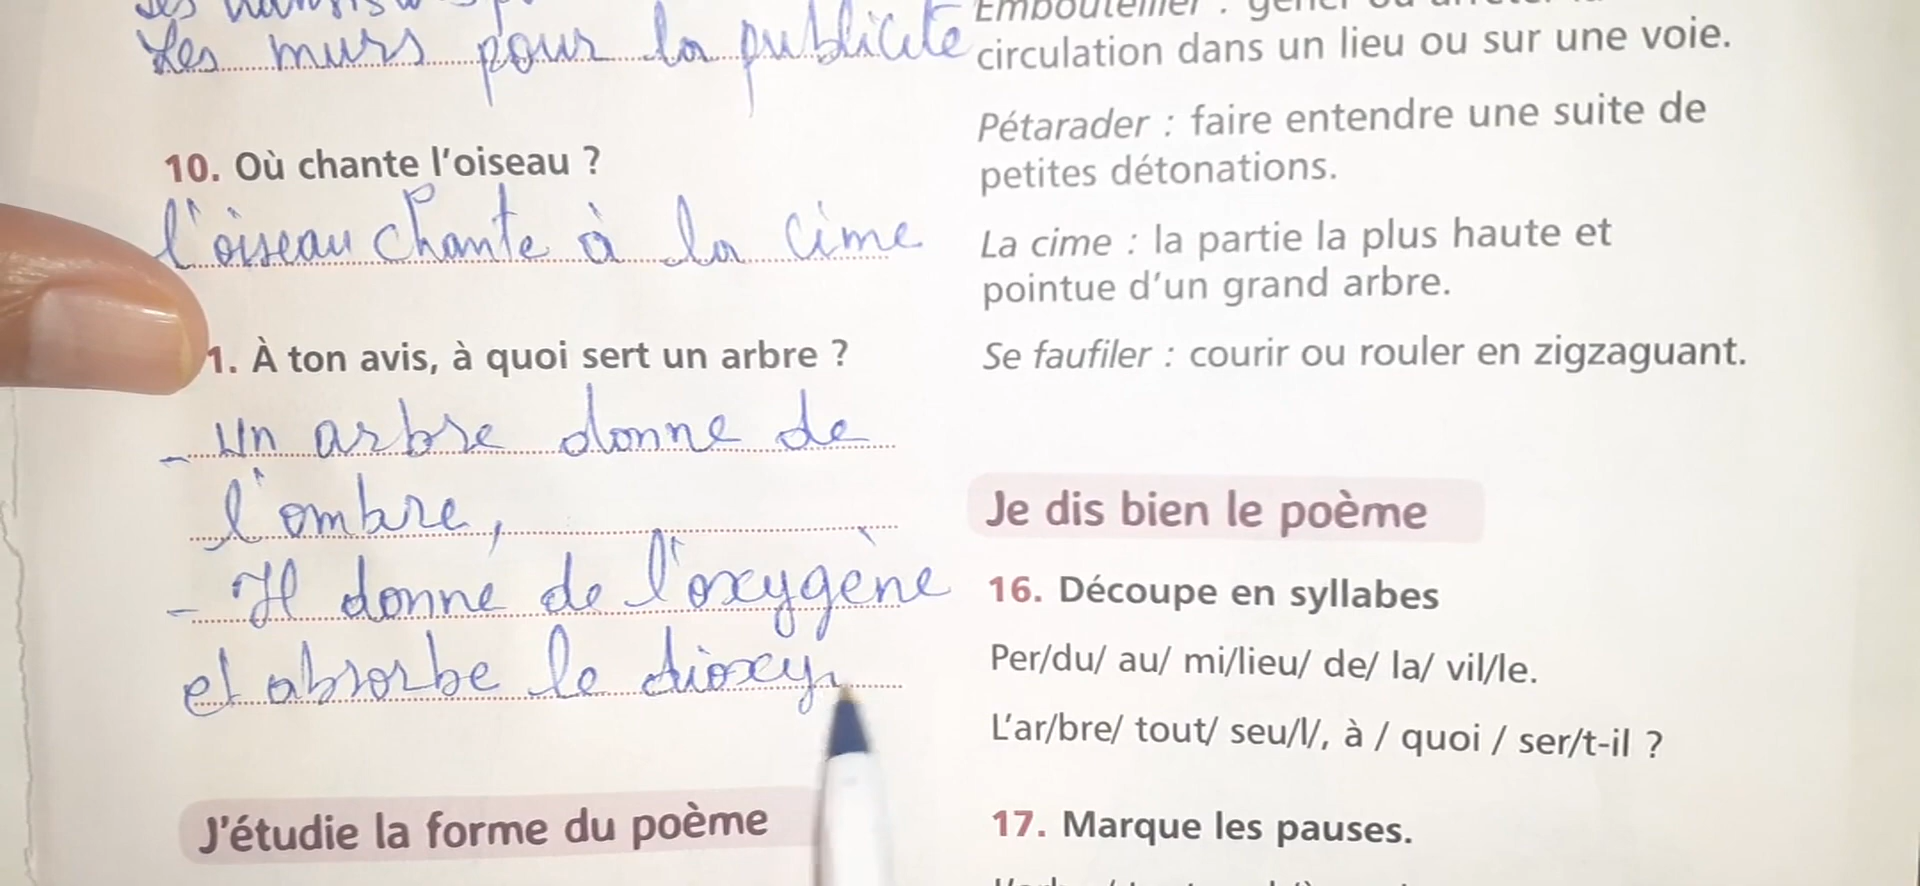 Les murs pour la publicité
10. Où chante l'oiseau ?
l'oiseau chante à la cime
1. À ton avis, à quoi sert un arbre ?
- Un arbre donne de
l'ombre,
- Il donne de l'oxygène
et absorbe le dioxy
J'étudie la forme du poème
Embouteiller :
circulation dans un lieu ou sur une voie.
Pétarader : faire entendre une suite de
petites détonations.
La cime : la partie la plus haute et
pointue d'un grand arbre.
Se faufiler : courir ou rouler en zigzaguant.
Je dis bien le poème
16. Découpe en syllabes
Per/du/ au/ mi/lieu/ de/ la/ vil/le.
L'ar/bre/ tout/ seu/l/, à / quoi / ser/t-il ?
17. Marque les pauses.